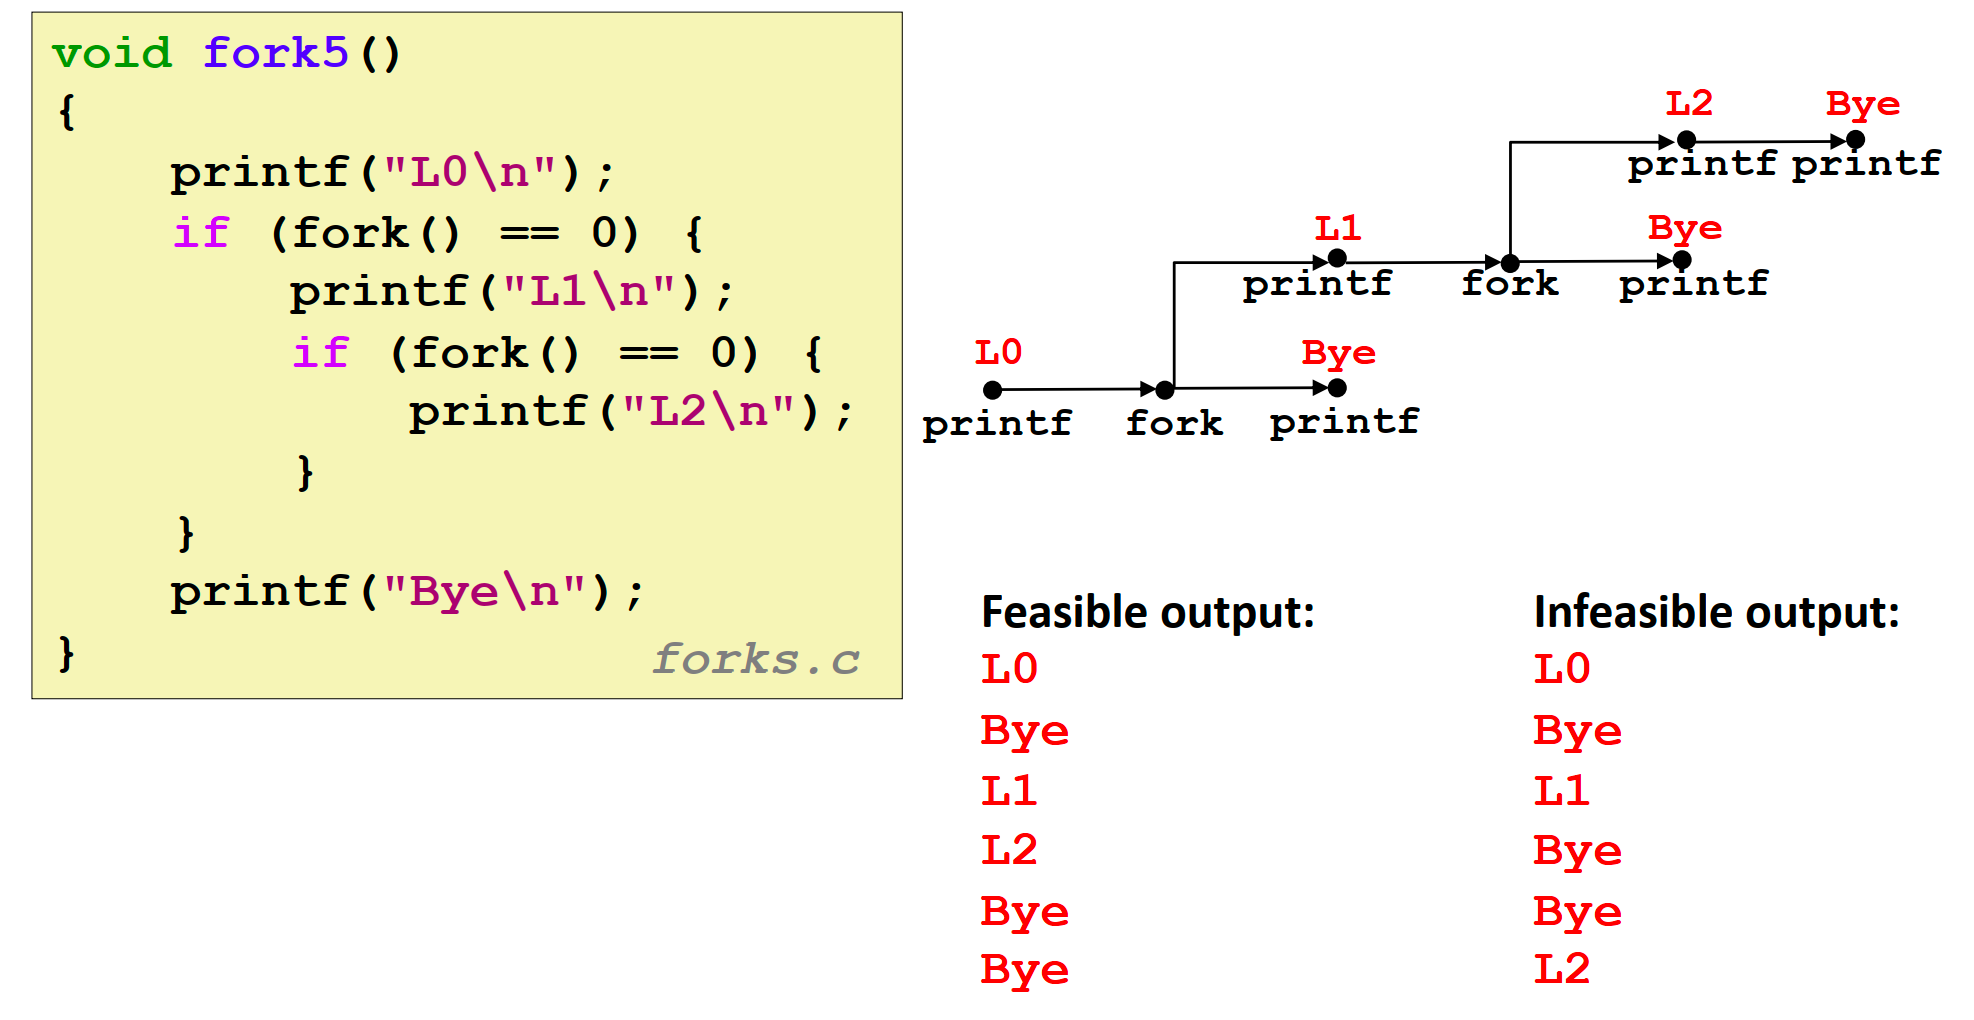 void fork5()
{
    printf("L0\n");
    if (fork() == 0) {
        printf("L1\n");
        if (fork() == 0) {
            printf("L2\n");
        }
    }
    printf("Bye\n");
}
forks.c
L2 Bye
printf printf
L1 Bye
printf fork printf
L0 Bye
printf fork printf
Feasible output:
L0
Bye
L1
L2
Bye
Bye
Infeasible output:
L0
Bye
L1
Bye
Bye
L2